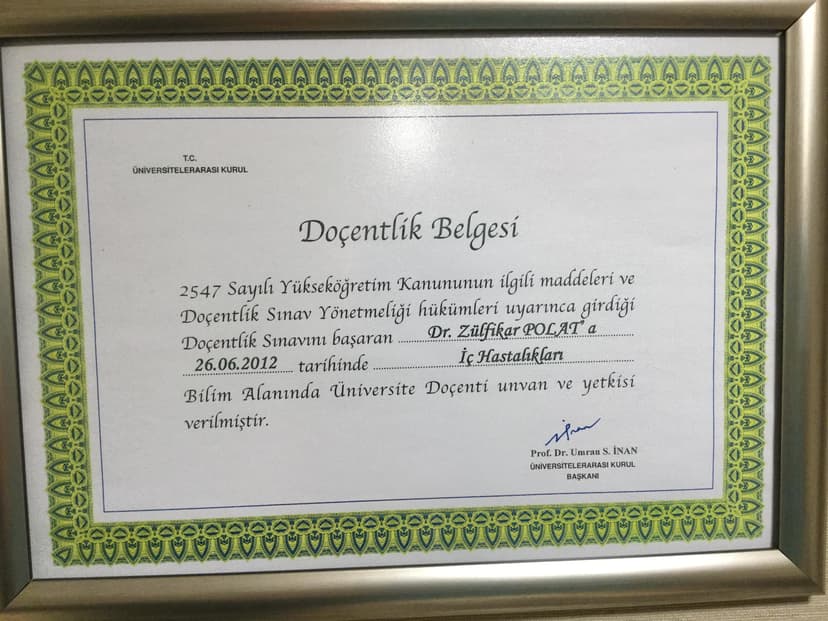 T.C.
ÜNİVERSİTELERARASI KURUL
Doçentlik Belgesi
2547 Sayılı Yükseköğretim Kanununun ilgili maddeleri ve
Doçentlik Sınav Yönetmeliği hükümleri uyarınca girdiği
Doçentlik Sınavını başaran Dr. Zülfikar POLAT'a
26.06.2012 tarihinde İç Hastalıkları
Bilim Alanında Üniversite Doçenti unvan ve yetkisi
verilmiştir.
Prof. Dr. Umran S. İNAN
ÜNİVERSİTELERARASI KURUL
BAŞKANI